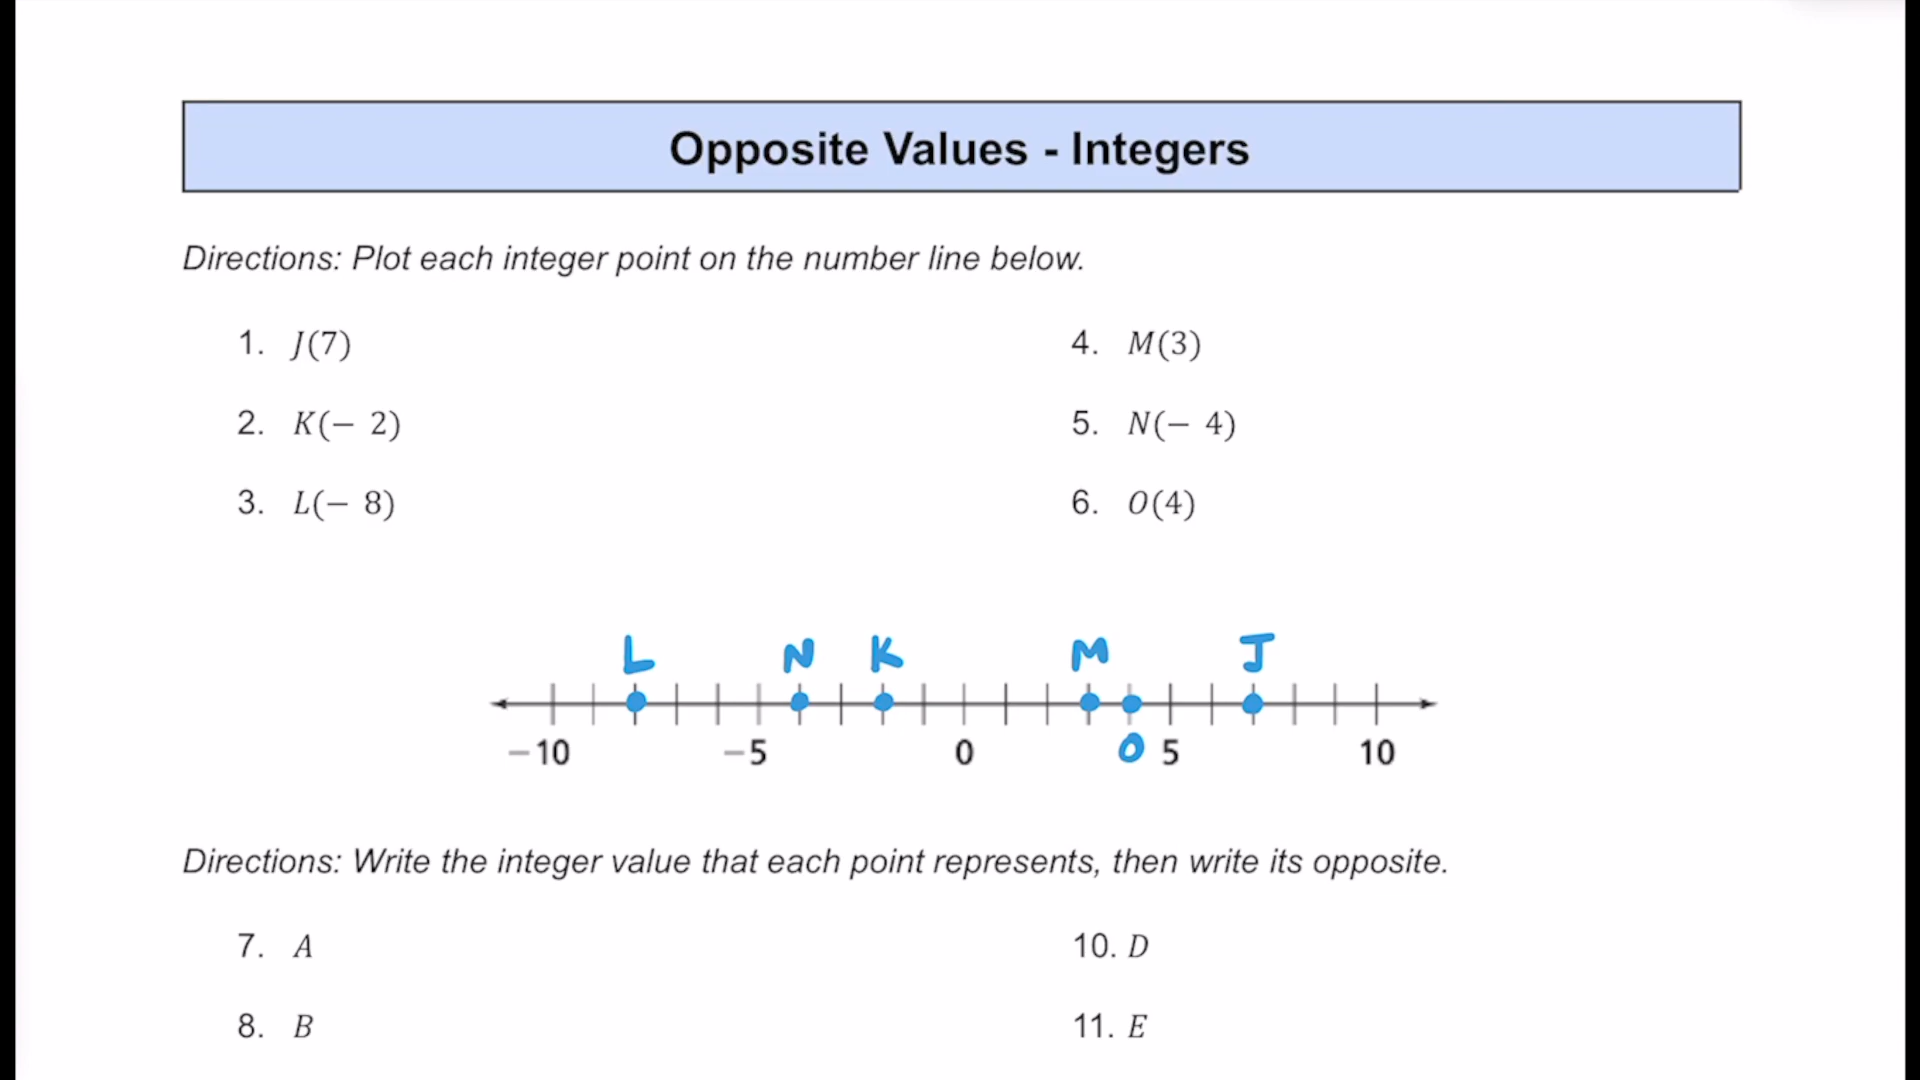 Opposite Values - Integers
Directions: Plot each integer point on the number line below.
1. J(7)
4. M(3)
2. K(− 2)
5. N(− 4)
3. L(− 8)
6. O(4)
L N K M J
−10 −5 0 O 5 10
Directions: Write the integer value that each point represents, then write its opposite.
7. A
10. D
8. B
11. E